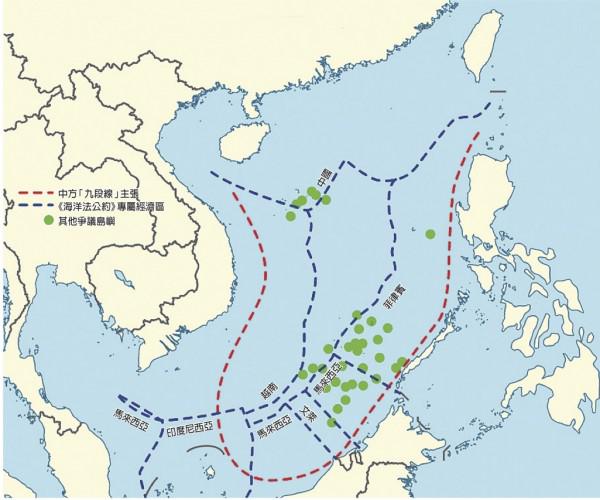 中方「九段線」主張
《海洋法公約》專屬經濟區
其他爭議島嶼
中國
菲律賓
越南
馬來西亞
馬來西亞
印度尼西亞
馬來西亞
文萊